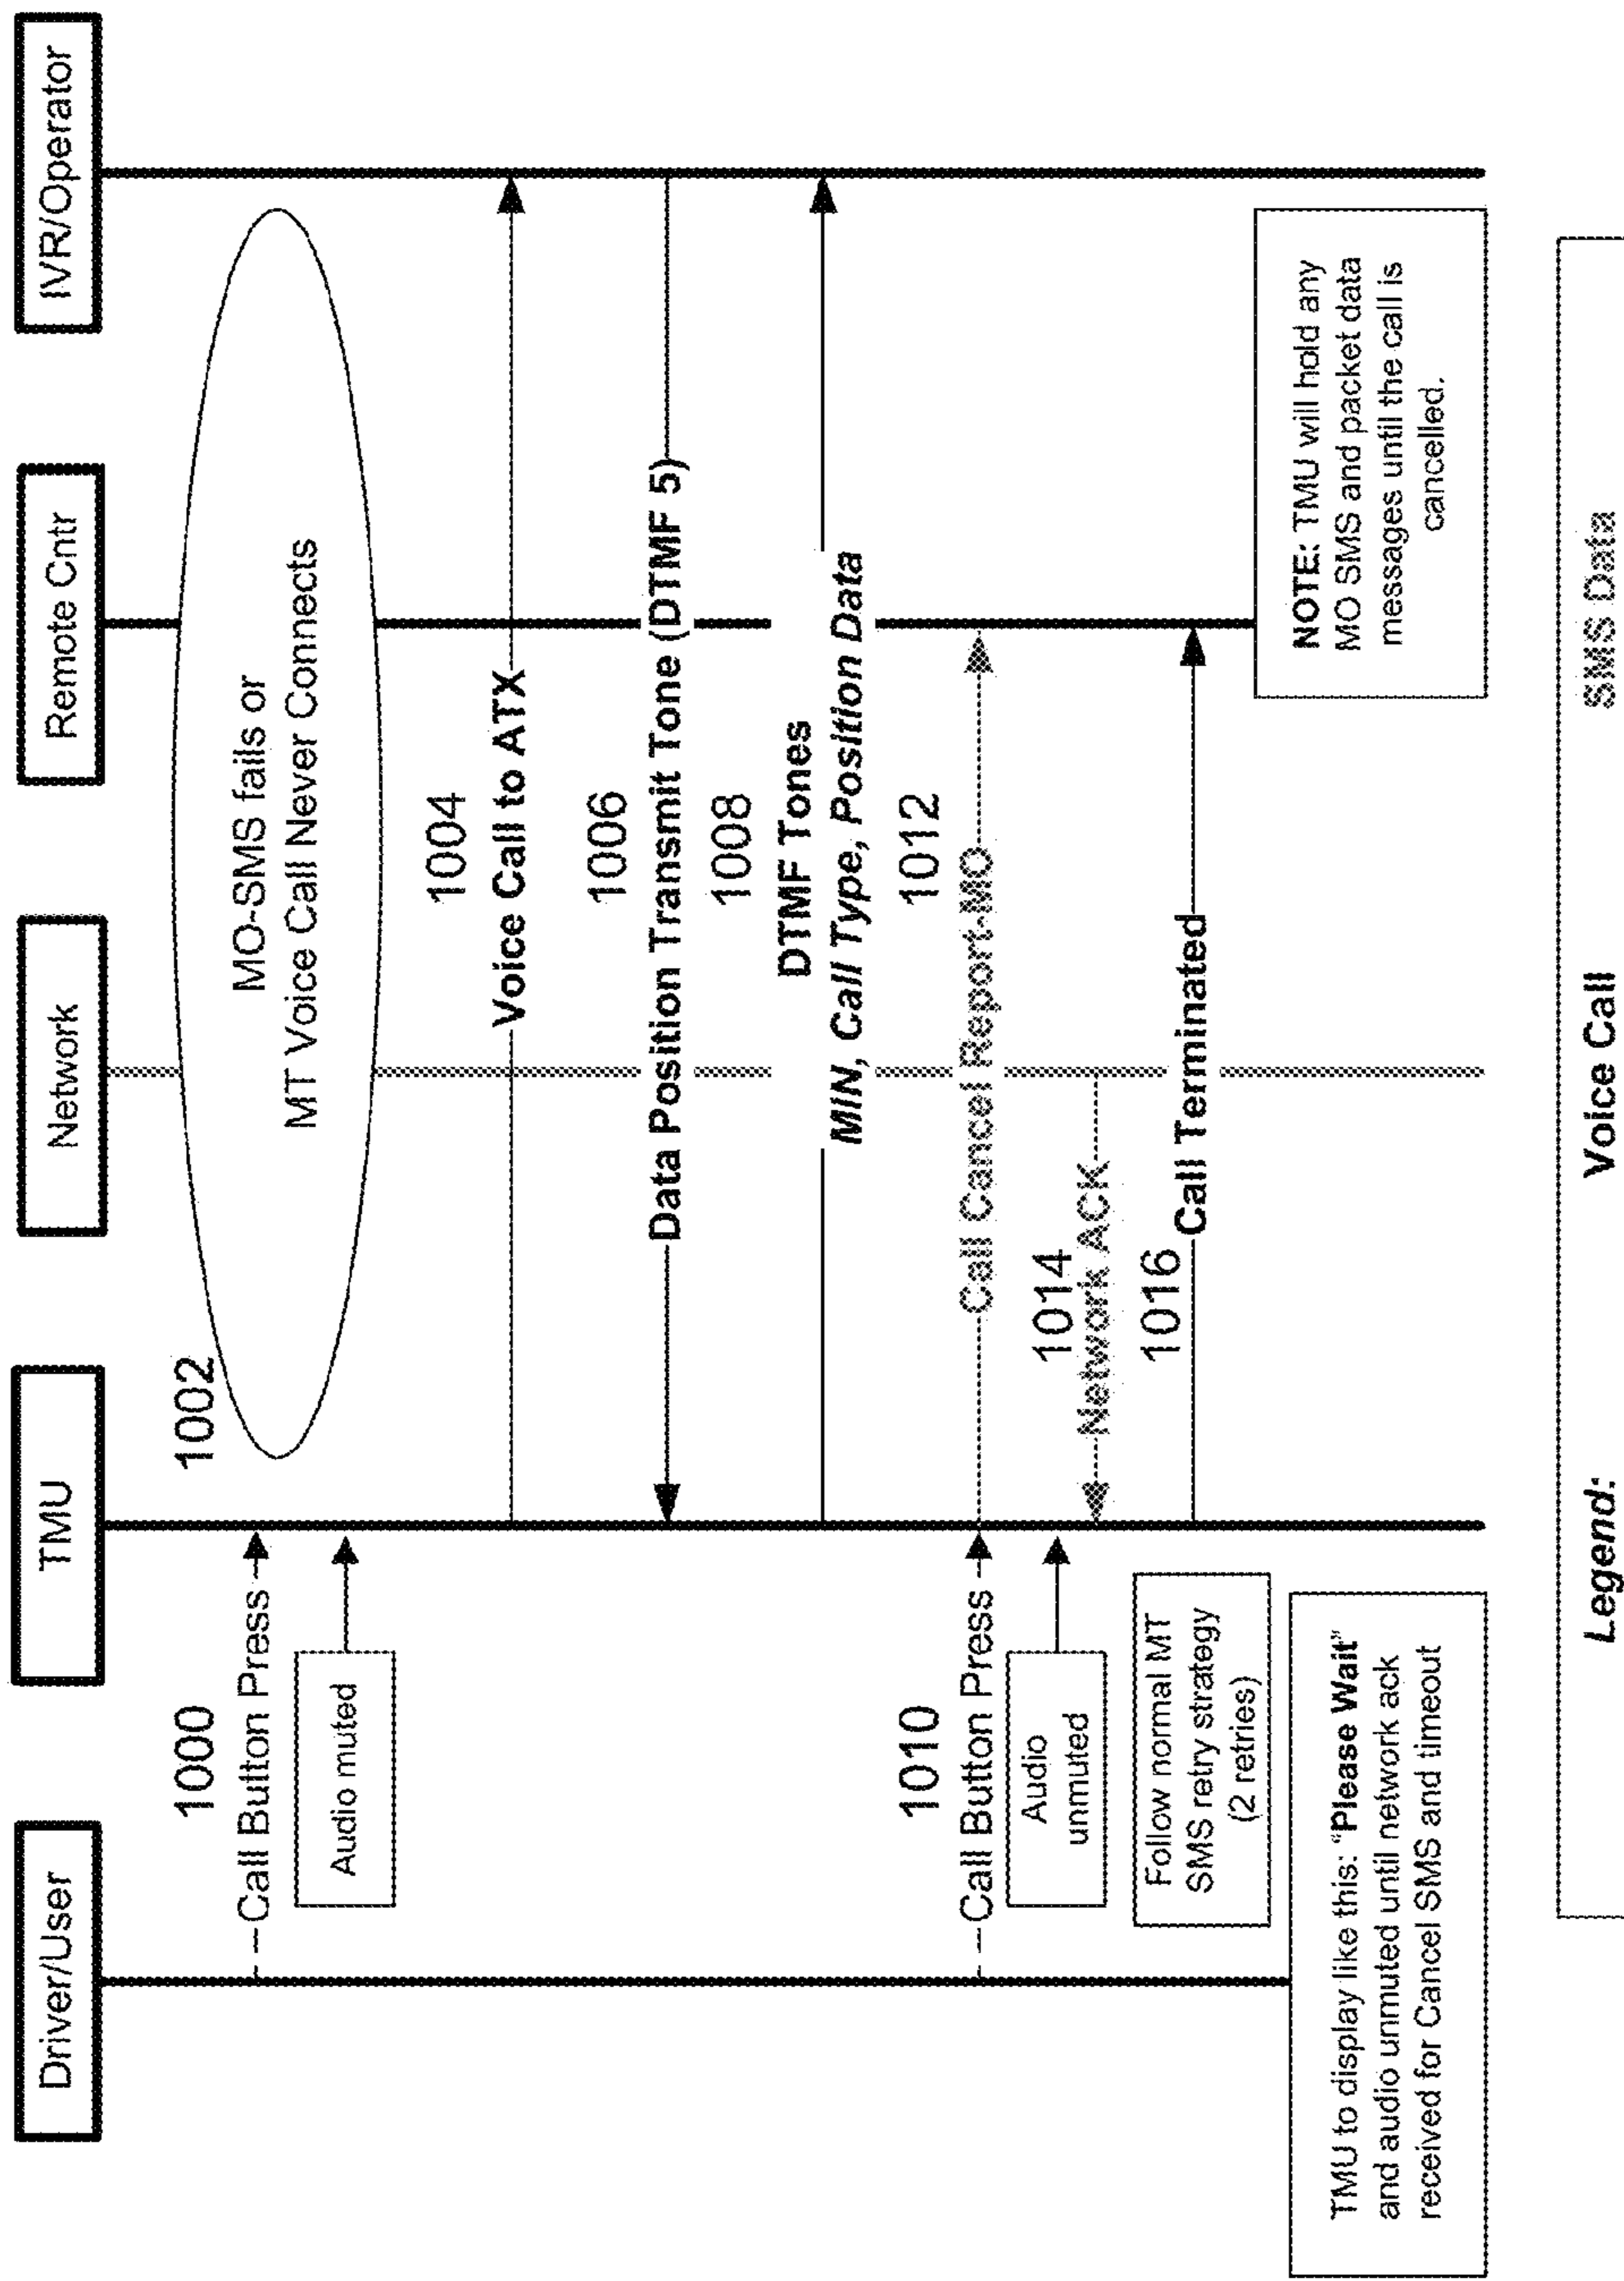 Driver/User
TMU
Network
Remote Cntr
IVR/Operator
1000
Call Button Press
Audio muted
1002
MO-SMS fails or
MT Voice Call Never Connects
1004
Voice Call to ATX
1006
Data Position Transmit Tone (DTMF 5)
1008
DTMF Tones
MIN, Call Type, Position Data
1010
Call Button Press
1012
Call Cancel Report-MO
Audio
unmuted
1014
Network ACK
Follow normal MT
SMS retry strategy
(2 retries)
1016
Call Terminated
TMU to display like this: "Please Wait"
and audio unmuted until network ack
received for Cancel SMS and timeout
NOTE: TMU will hold any
MO SMS and packet data
messages until the call is
cancelled.
Legend:
Voice Call
SMS Data